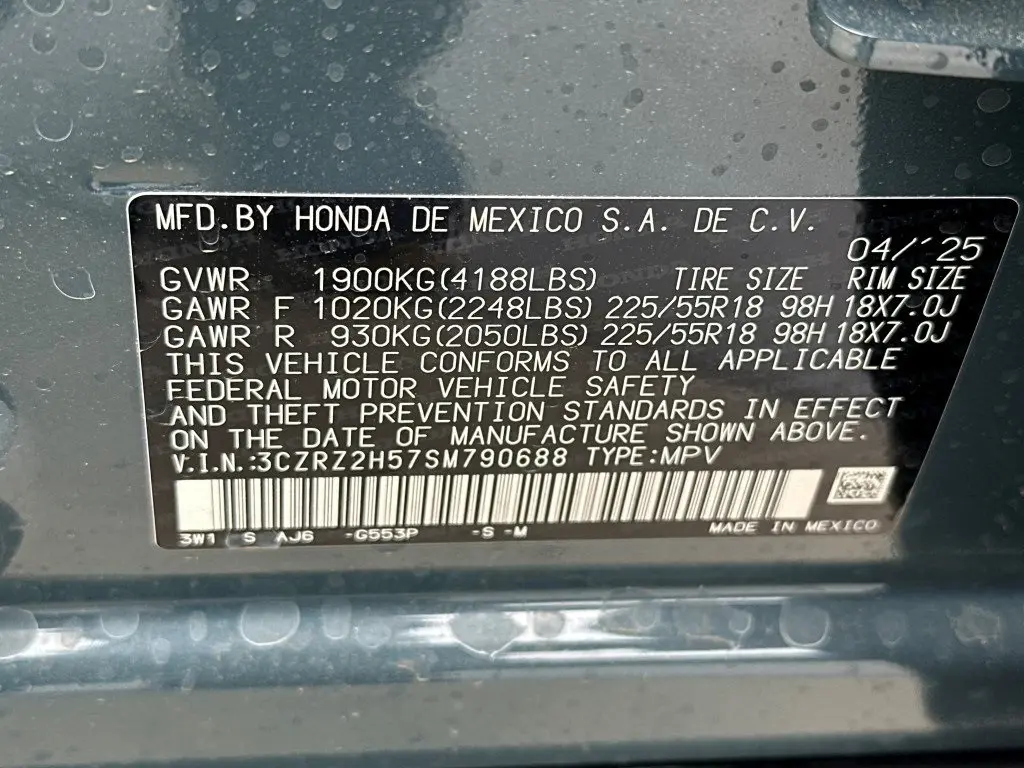 MFD. BY HONDA DE MEXICO S.A. DE C.V.
04/'25
GVWR 1900KG(4188LBS) TIRE SIZE RIM SIZE
GAWR F 1020KG(2248LBS) 225/55R18 98H 18X7.0J
GAWR R 930KG(2050LBS) 225/55R18 98H 18X7.0J
THIS VEHICLE CONFORMS TO ALL APPLICABLE
FEDERAL MOTOR VEHICLE SAFETY
AND THEFT PREVENTION STANDARDS IN EFFECT
ON THE DATE OF MANUFACTURE SHOWN ABOVE.
V.I.N.:3CZRZ2H57SM790688 TYPE:MPV
3W1 S AJ6 -G553P -S -M MADE IN MEXICO